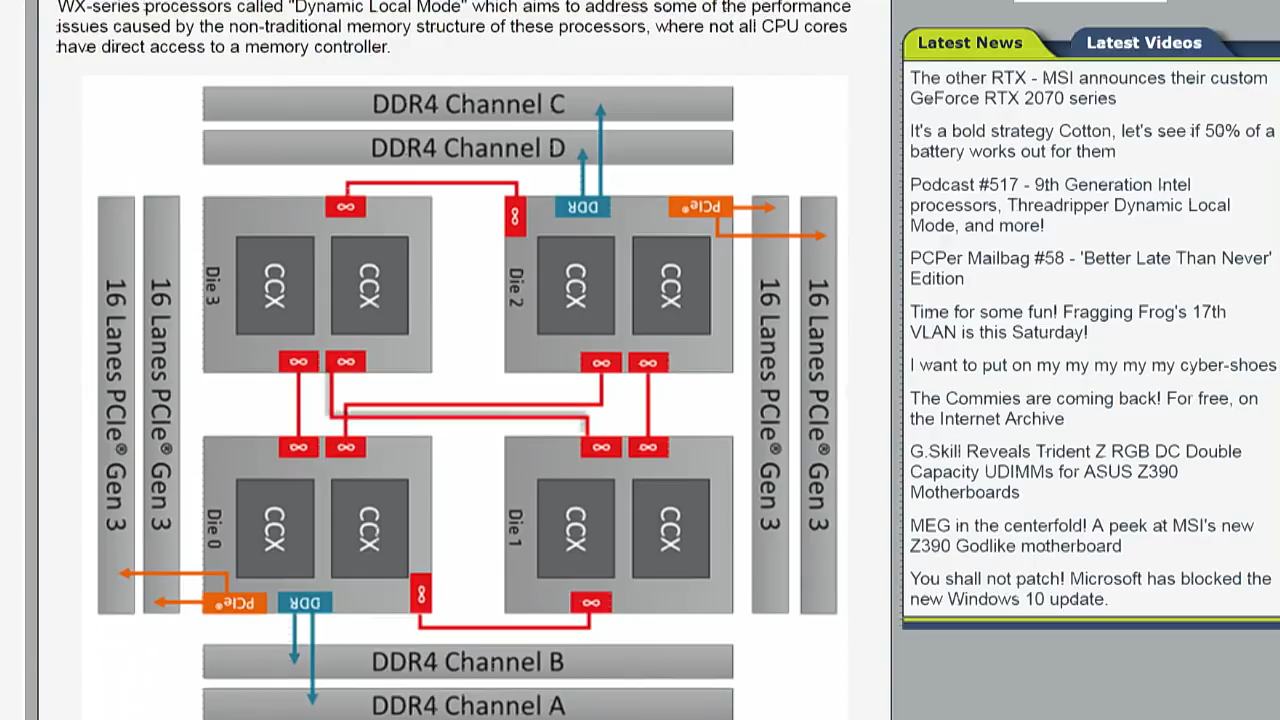 WX-series processors called "Dynamic Local Mode" which aims to address some of the performance
issues caused by the non-traditional memory structure of these processors, where not all CPU cores
have direct access to a memory controller.
DDR4 Channel C
DDR4 Channel D
∞
∞
DDR
PCIe®
16 Lanes PCIe® Gen 3
16 Lanes PCIe® Gen 3
Die 3
CCX
CCX
Die 2
CCX
CCX
16 Lanes PCIe® Gen 3
16 Lanes PCIe® Gen 3
∞
∞
∞
∞
∞
∞
∞
∞
Die 0
CCX
CCX
Die 1
CCX
CCX
PCIe®
DDR
∞
∞
DDR4 Channel B
DDR4 Channel A
Latest News
Latest Videos
The other RTX - MSI announces their custom
GeForce RTX 2070 series
It's a bold strategy Cotton, let's see if 50% of a
battery works out for them
Podcast #517 - 9th Generation Intel
processors, Threadripper Dynamic Local
Mode, and more!
PCPer Mailbag #58 - 'Better Late Than Never'
Edition
Time for some fun! Fragging Frog's 17th
VLAN is this Saturday!
I want to put on my my my my my cyber-shoes
The Commies are coming back! For free, on
the Internet Archive
G.Skill Reveals Trident Z RGB DC Double
Capacity UDIMMs for ASUS Z390
Motherboards
MEG in the centerfold! A peek at MSI's new
Z390 Godlike motherboard
You shall not patch! Microsoft has blocked the
new Windows 10 update.